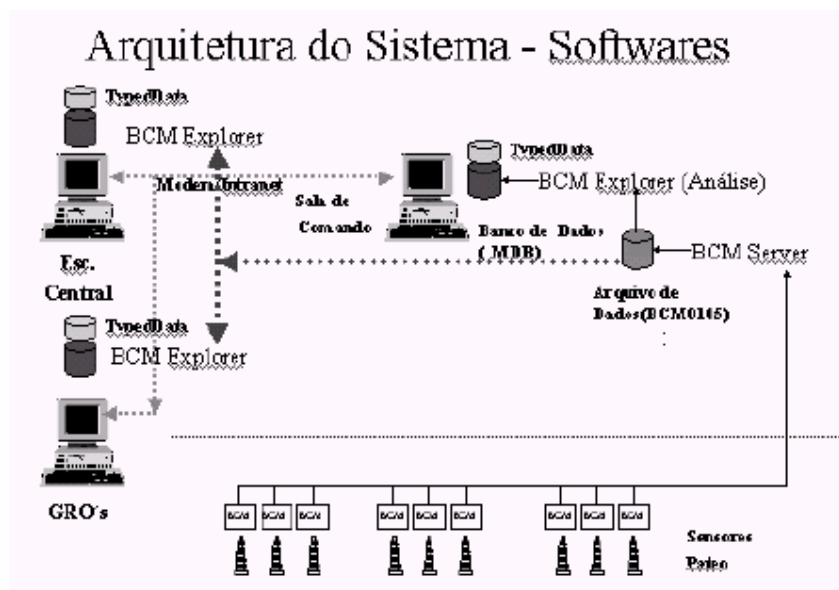 Arquitetura do Sistema - Softwares
TypedData
BCM Explorer
Modem/Intranet
Esc.
Central
Sala de
Comando
TypedData
BCM Explorer (Análise)
Banco de Dados
( MDB)
BCM Server
Arquivo de
Dados(BCM0105)
:
TypedData
BCM Explorer
GRO's
BCM BCM BCM BCM BCM BCM BCM BCM BCM
Sensores